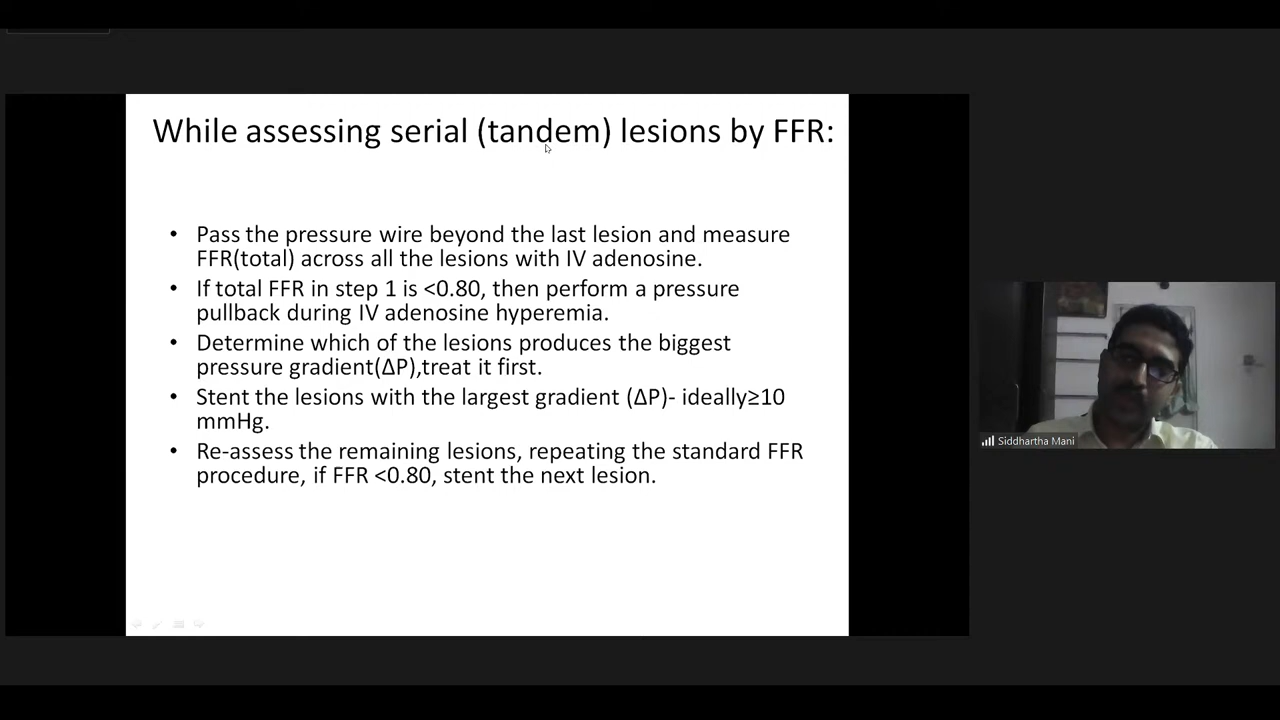 While assessing serial (tandem) lesions by FFR:
• Pass the pressure wire beyond the last lesion and measure
FFR(total) across all the lesions with IV adenosine.
• If total FFR in step 1 is <0.80, then perform a pressure
pullback during IV adenosine hyperemia.
• Determine which of the lesions produces the biggest
pressure gradient(ΔP),treat it first.
• Stent the lesions with the largest gradient (ΔP)- ideally≥10
mmHg.
• Re-assess the remaining lesions, repeating the standard FFR
procedure, if FFR <0.80, stent the next lesion.
Siddhartha Mani